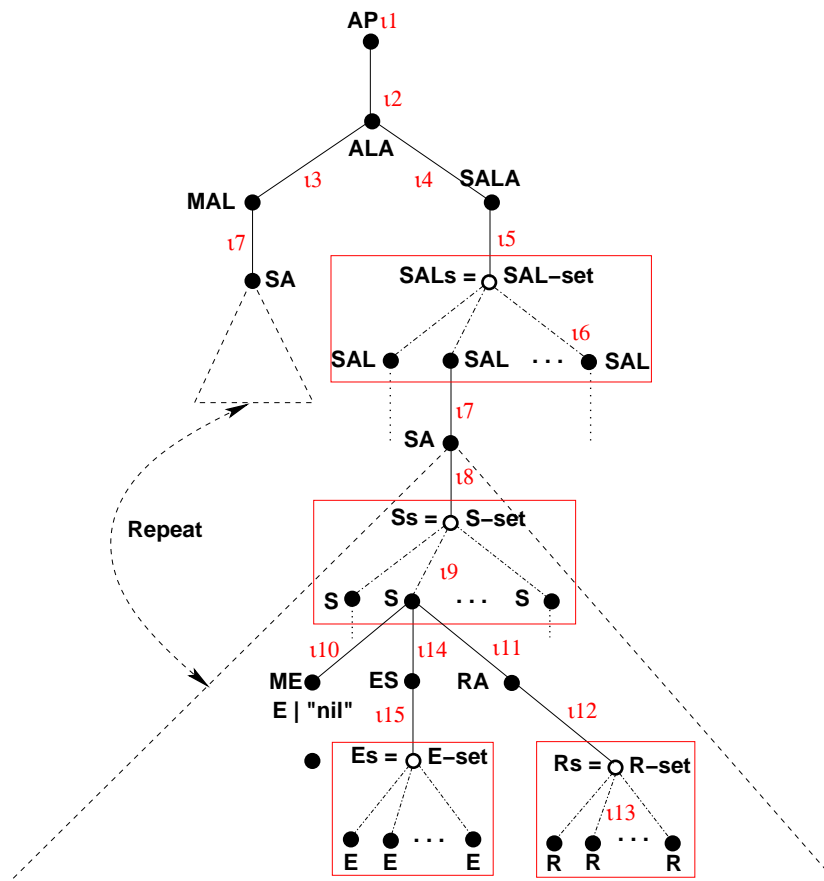 AP ι1
ι2
ALA
ι3 ι4 SALA
MAL
ι7 ι5
SA SALs = SAL-set
ι6
SAL SAL . . . SAL
ι7
SA
ι8
Ss = S-set
Repeat
ι9
S S . . . S
ι10 ι14 ι11
ME ES RA
E | "nil" ι15 ι12
Es = E-set Rs = R-set
ι13
. . . . . .
E E E R R R